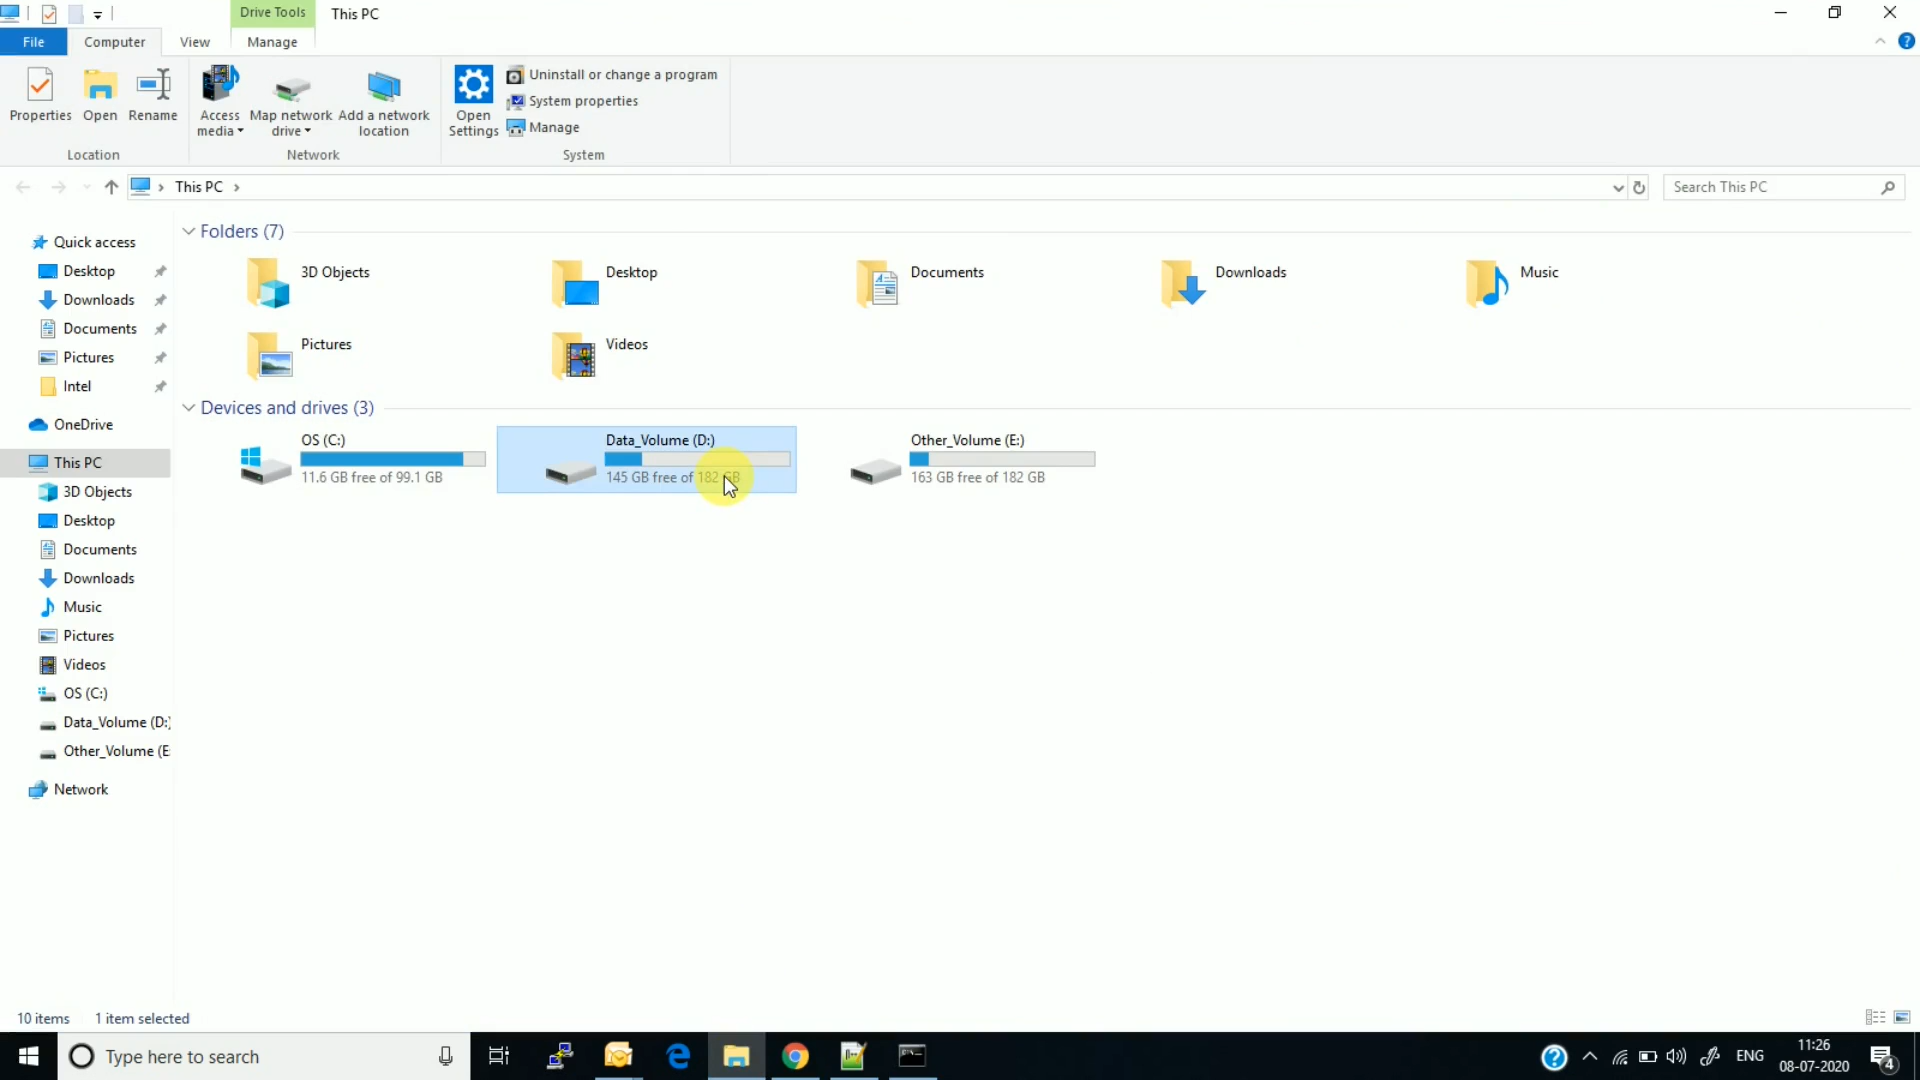 Drive Tools
This PC
File
Computer
View
Manage
Properties
Open
Rename
Access media
Map network drive
Add a network location
Open Settings
Uninstall or change a program
System properties
Manage
Location
Network
System
This PC
Search This PC
Quick access
Desktop
Downloads
Documents
Pictures
Intel
OneDrive
This PC
3D Objects
Desktop
Documents
Downloads
Music
Pictures
Videos
OS (C:)
Data_Volume (D:)
Other_Volume (E:
Network
Folders (7)
3D Objects
Desktop
Documents
Downloads
Music
Pictures
Videos
Devices and drives (3)
OS (C:)
11.6 GB free of 99.1 GB
Data_Volume (D:)
145 GB free of 182 GB
Other_Volume (E:)
163 GB free of 182 GB
10 items
1 item selected
Type here to search
ENG
11:26
08-07-2020
4